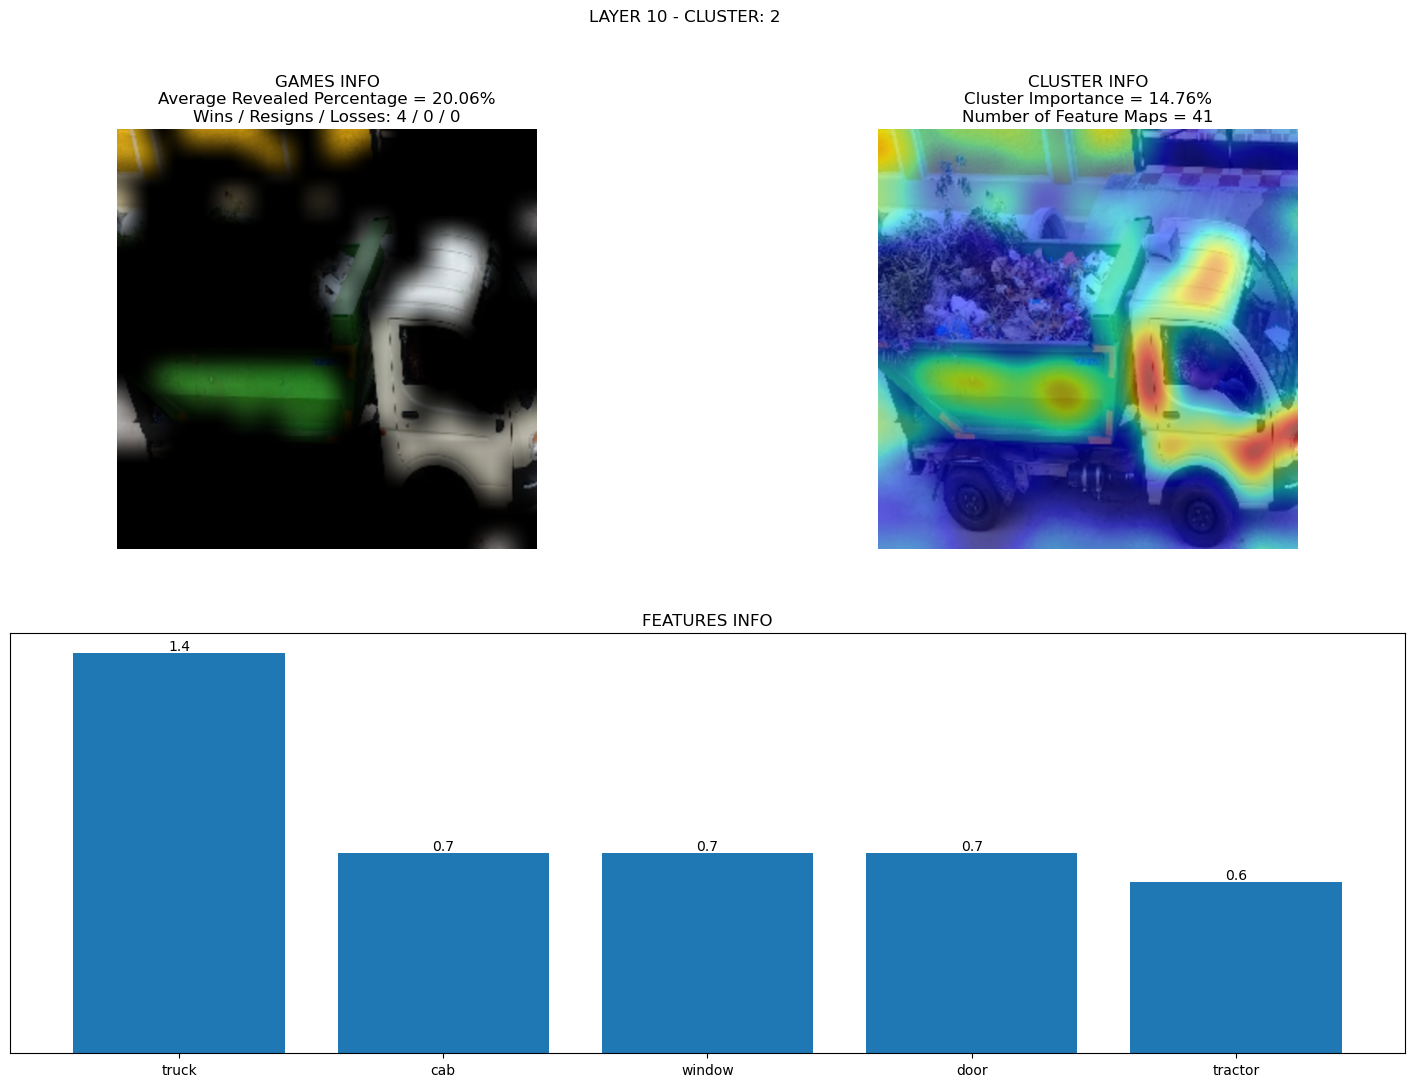 LAYER 10 - CLUSTER: 2
GAMES INFO
Average Revealed Percentage = 20.06%
Wins / Resigns / Losses: 4 / 0 / 0
CLUSTER INFO
Cluster Importance = 14.76%
Number of Feature Maps = 41
FEATURES INFO
1.4
0.7
0.7
0.7
0.6
truck
cab
window
door
tractor